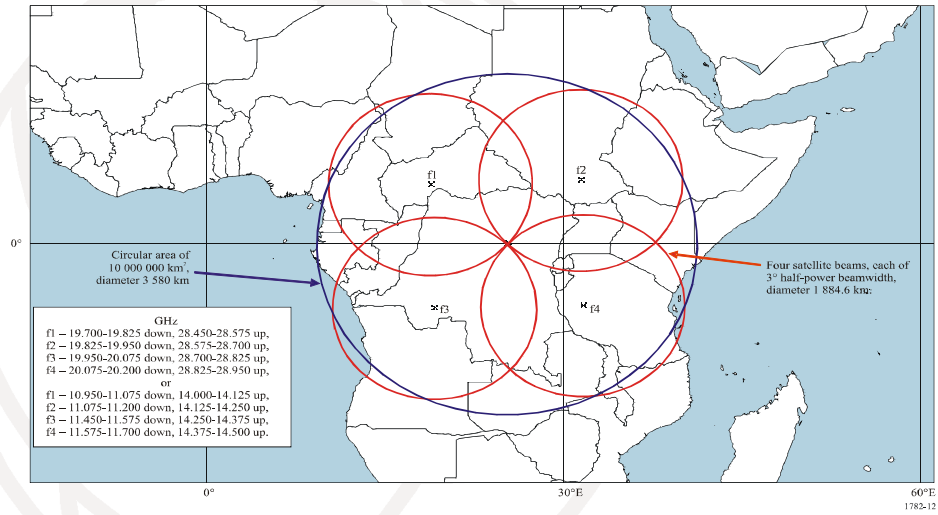 f1
f2
0°
Circular area of
10 000 000 km²,
diameter 3 580 km
Four satellite beams, each of
3° half-power beamwidth,
diameter 1 884.6 km.
f3
f4
GHz
f1 – 19.700-19.825 down, 28.450-28.575 up,
f2 – 19.825-19.950 down, 28.575-28.700 up,
f3 – 19.950-20.075 down, 28.700-28.825 up,
f4 – 20.075-20.200 down, 28.825-28.950 up,
or
f1 – 10.950-11.075 down, 14.000-14.125 up,
f2 – 11.075-11.200 down, 14.125-14.250 up,
f3 – 11.450-11.575 down, 14.250-14.375 up,
f4 – 11.575-11.700 down, 14.375-14.500 up.
0°
30°E
60°E
1782-12